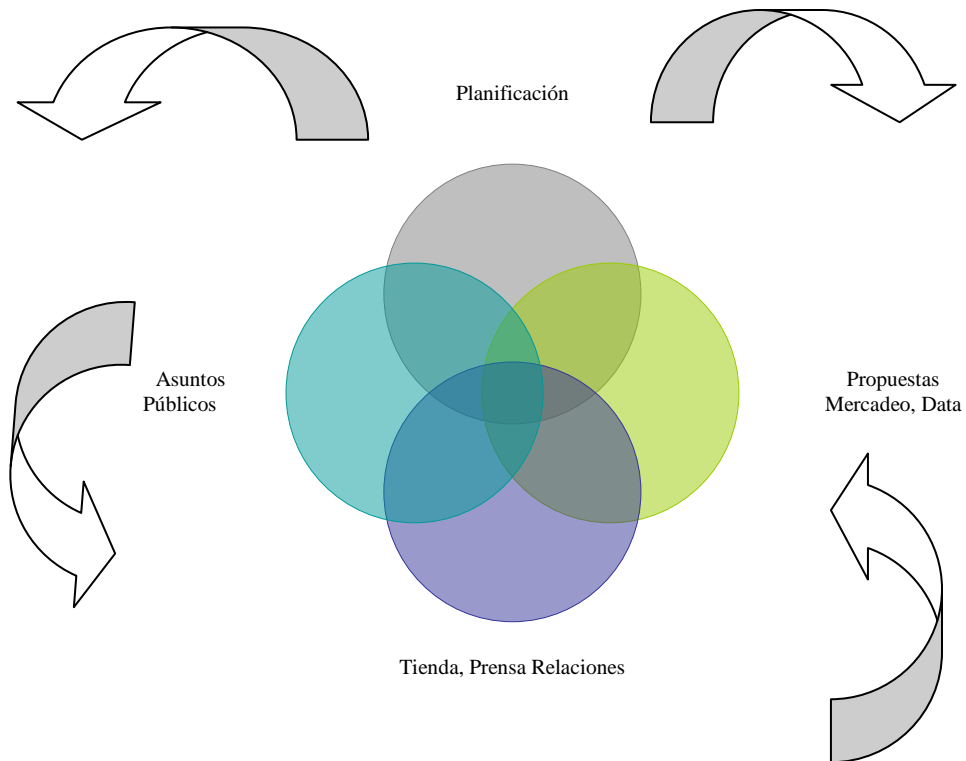 Planificación
Asuntos
Públicos
Propuestas
Mercadeo, Data
Tienda, Prensa Relaciones